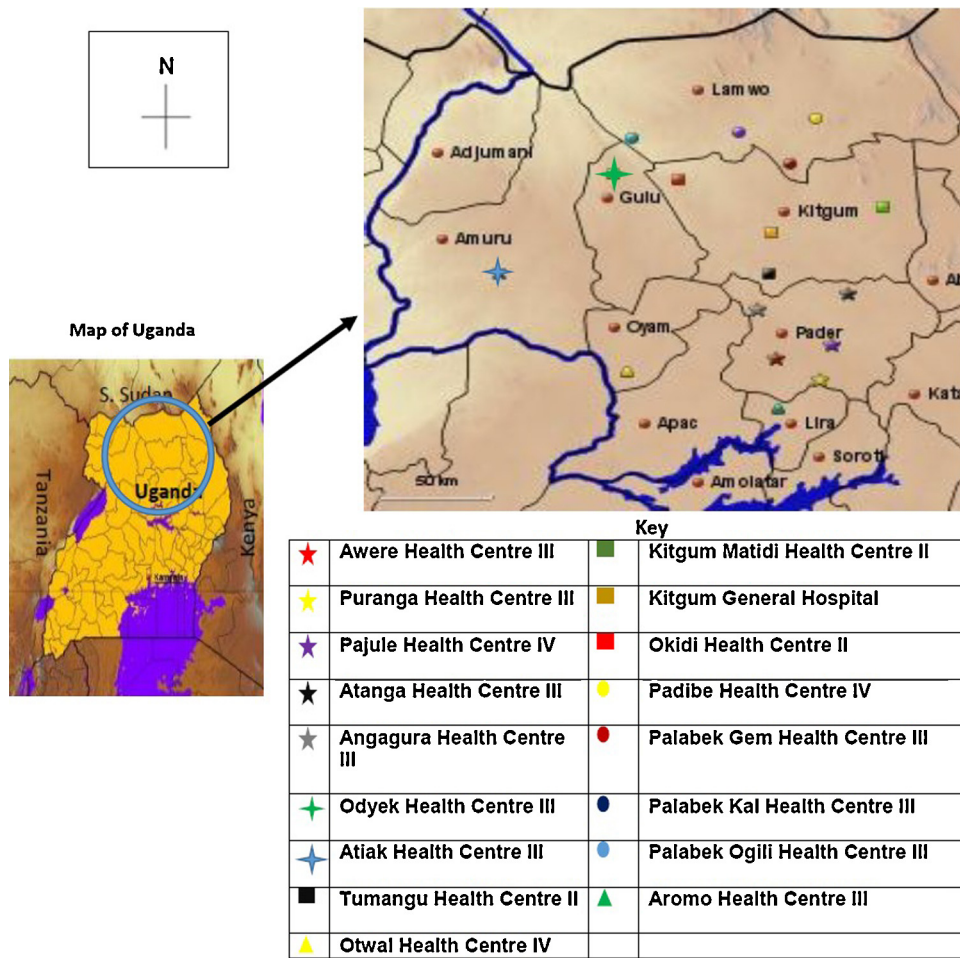 N
Lamwo
Adjumani
Gulu
Kitgum
Amuru
Al
Oyam
Pader
Kata
Apac
Lira
Soroti
Amolatar
50 km
Map of Uganda
S. Sudan
Tanzania
Uganda
Kenya
Kampala
Key
Awere Health Centre III
Kitgum Matidi Health Centre II
Puranga Health Centre III
Kitgum General Hospital
Pajule Health Centre IV
Okidi Health Centre II
Atanga Health Centre III
Padibe Health Centre IV
Angagura Health Centre
III
Palabek Gem Health Centre III
Odyek Health Centre III
Palabek Kal Health Centre III
Atiak Health Centre III
Palabek Ogili Health Centre III
Tumangu Health Centre II
Aromo Health Centre III
Otwal Health Centre IV